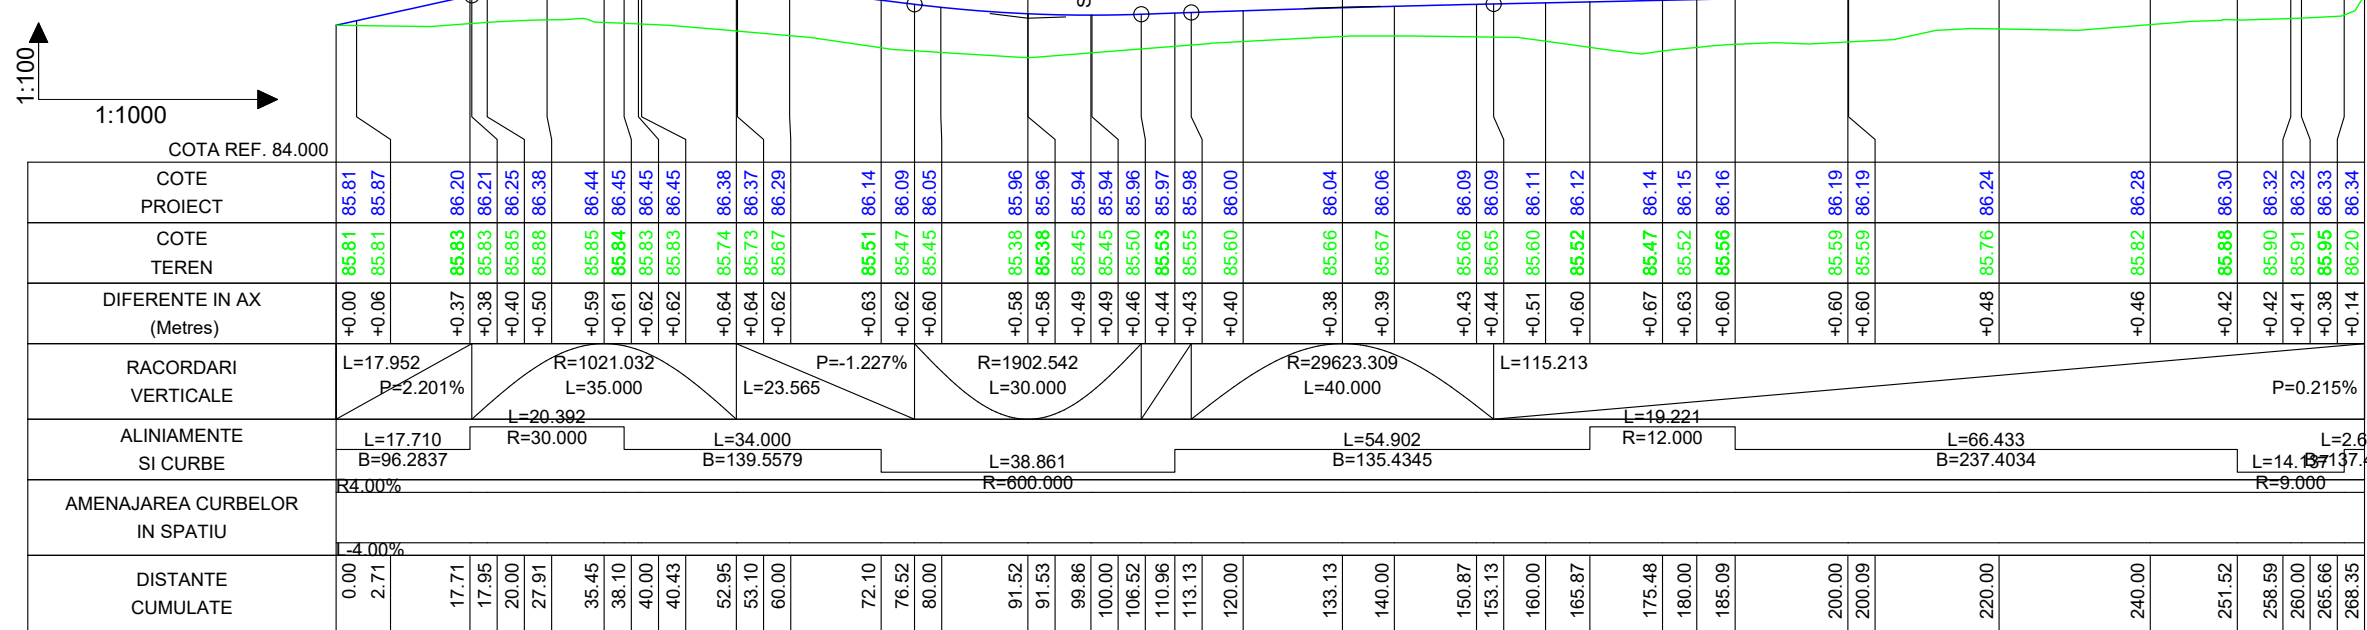 1:100
1:1000
COTA REF. 84.000
COTE
PROIECT
85.81 85.87 86.20 86.21 86.25 86.38 86.44 86.45 86.45 86.45 86.38 86.37 86.29 86.14 86.09 86.05 85.96 85.96 85.94 85.94 85.96 85.97 85.98 86.00 86.04 86.06 86.09 86.09 86.11 86.12 86.14 86.15 86.16 86.19 86.19 86.24 86.28 86.30 86.32 86.32 86.33 86.34
COTE
TEREN
85.81 85.81 85.83 85.83 85.85 85.88 85.85 85.84 85.83 85.83 85.74 85.73 85.67 85.51 85.47 85.45 85.38 85.38 85.45 85.45 85.50 85.53 85.55 85.60 85.66 85.67 85.66 85.65 85.60 85.52 85.47 85.52 85.56 85.59 85.59 85.76 85.82 85.88 85.90 85.91 85.95 86.20
DIFERENTE IN AX
(Metres)
+0.00 +0.06 +0.37 +0.38 +0.40 +0.50 +0.59 +0.61 +0.62 +0.62 +0.64 +0.64 +0.62 +0.63 +0.62 +0.60 +0.58 +0.58 +0.49 +0.49 +0.46 +0.44 +0.43 +0.40 +0.38 +0.39 +0.43 +0.44 +0.51 +0.60 +0.67 +0.63 +0.60 +0.60 +0.60 +0.48 +0.46 +0.42 +0.42 +0.41 +0.38 +0.14
RACORDARI
VERTICALE
L=17.952 R=1021.032 P=-1.227% R=1902.542 R=29623.309 L=115.213
P=2.201% L=35.000 L=23.565 L=30.000 L=40.000 P=0.215%
ALINIAMENTE
SI CURBE
L=20.392 L=19.221
L=17.710 R=30.000 L=34.000 L=54.902 R=12.000 L=66.433 L=2.6
B=96.2837 B=139.5579 L=38.861 B=135.4345 B=237.4034 L=14.137 B=137.4
R=600.000 R=9.000
AMENAJAREA CURBELOR
IN SPATIU
R4.00%
L-4.00%
DISTANTE
CUMULATE
0.00 2.71 17.71 17.95 20.00 27.91 35.45 38.10 40.00 40.43 52.95 53.10 60.00 72.10 76.52 80.00 91.52 91.53 99.86 100.00 106.52 110.96 113.13 120.00 133.13 140.00 150.87 153.13 160.00 165.87 175.48 180.00 185.09 200.00 200.09 220.00 240.00 251.52 258.59 260.00 265.66 268.35